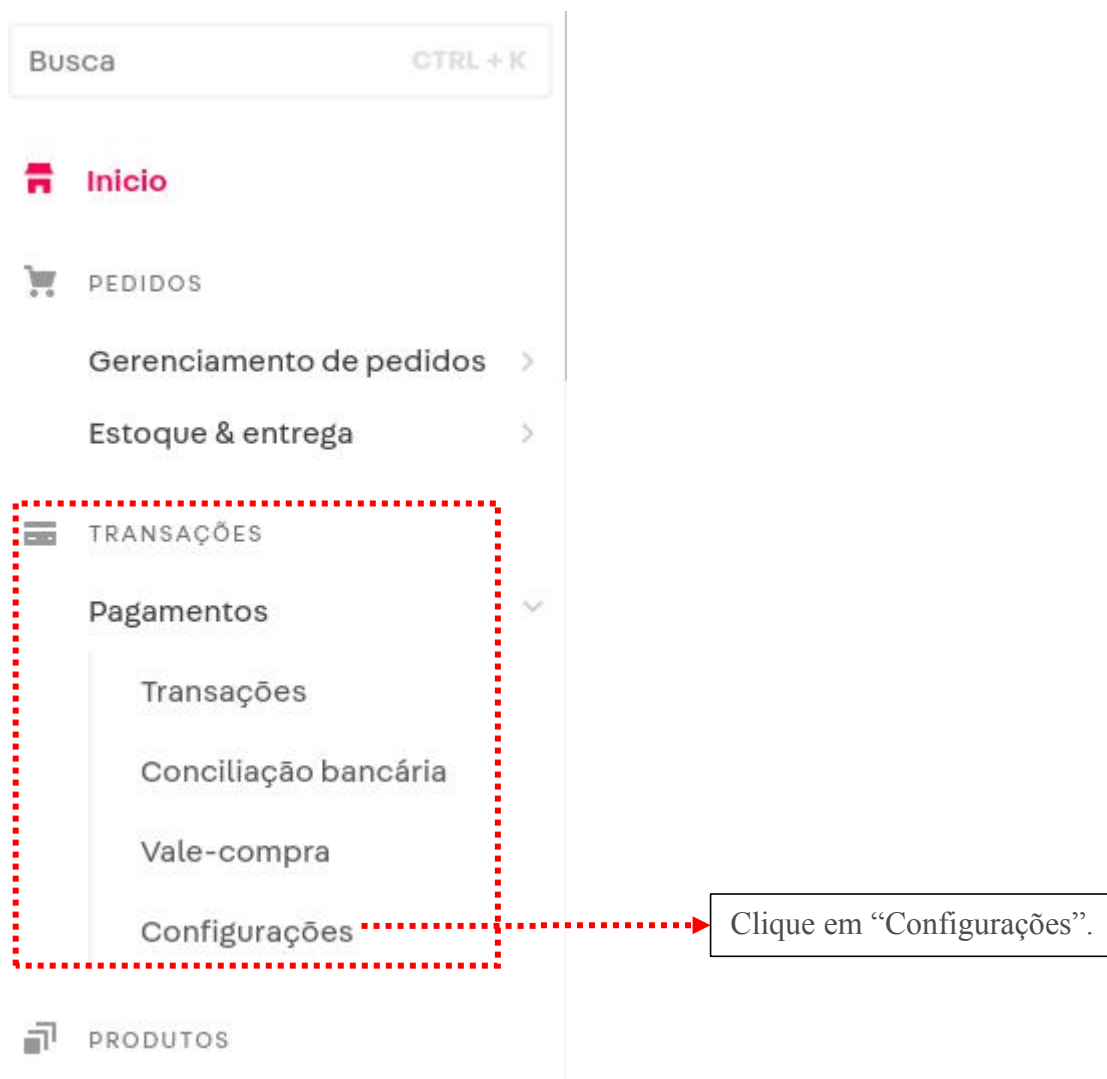 Busca CTRL + K
Inicio
PEDIDOS
Gerenciamento de pedidos
Estoque & entrega
TRANSAÇÕES
Pagamentos
Transações
Conciliação bancária
Vale-compra
Configurações
Clique em “Configurações”.
PRODUTOS